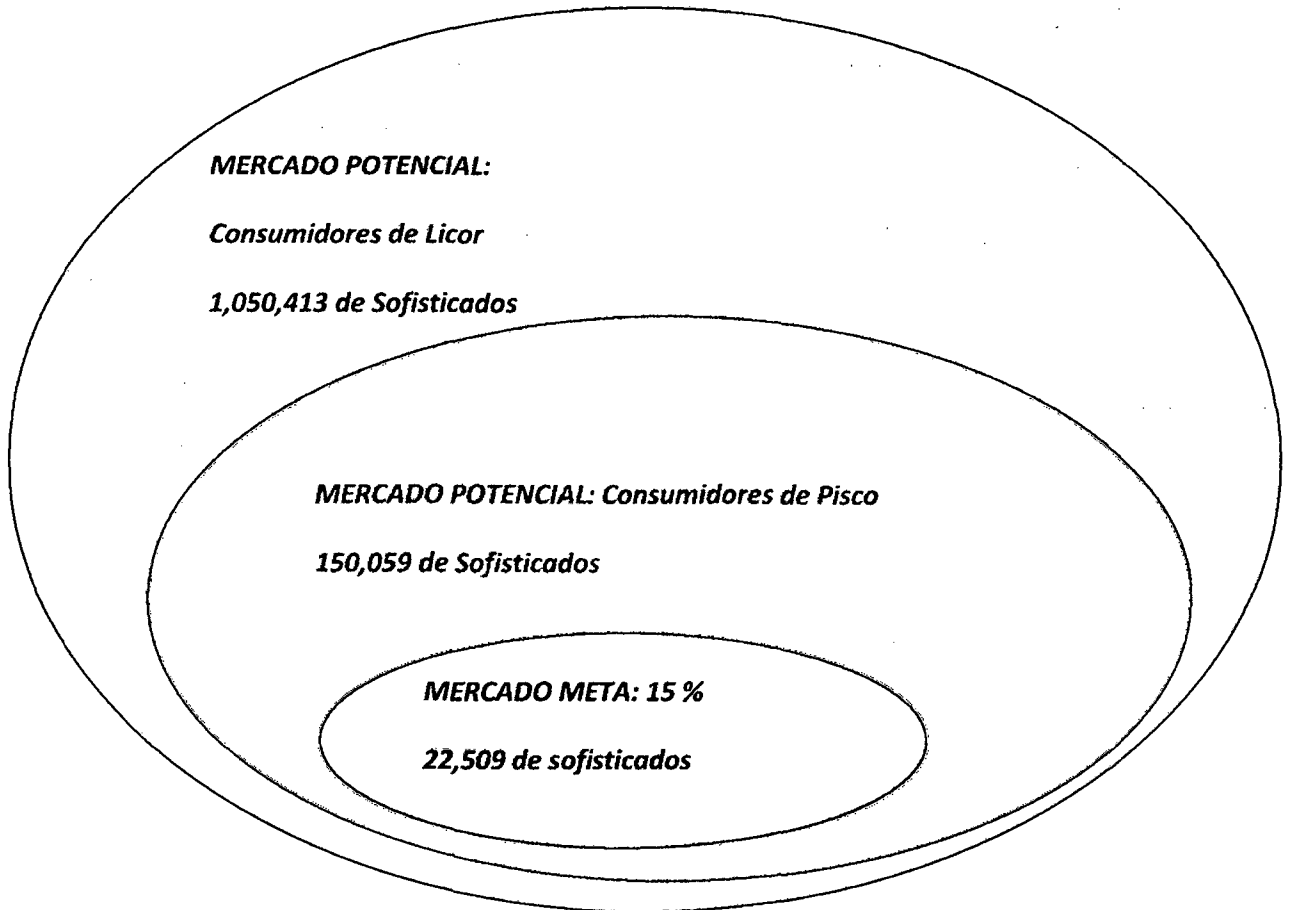 MERCADO POTENCIAL:
Consumidores de Licor
1,050,413 de Sofisticados
MERCADO POTENCIAL: Consumidores de Pisco
150,059 de Sofisticados
MERCADO META: 15 %
22,509 de sofisticados